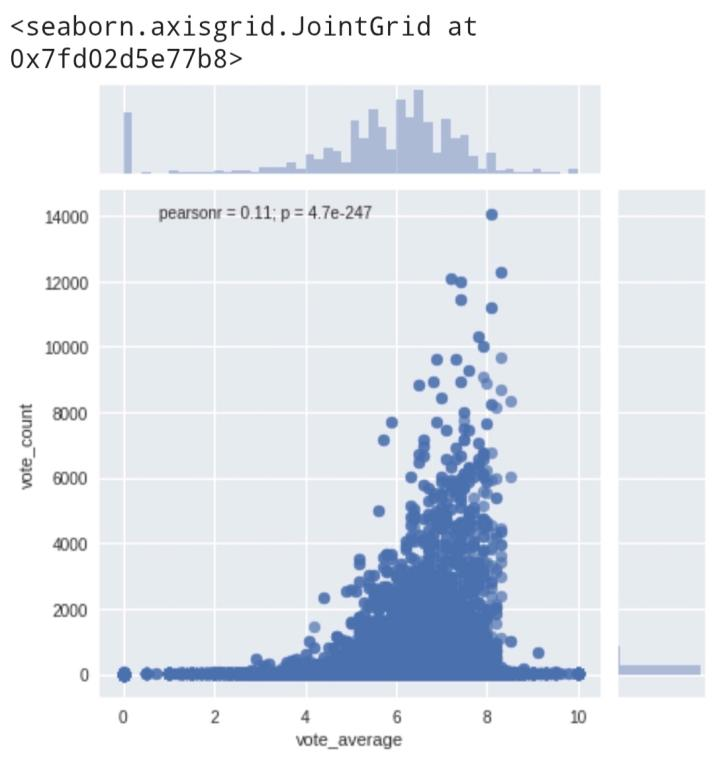 <seaborn.axisgrid.JointGrid at
0x7fd02d5e77b8>
pearsonr = 0.11; p = 4.7e-247
14000
12000
10000
8000
6000
4000
2000
0
vote_count
0 2 4 6 8 10
vote_average